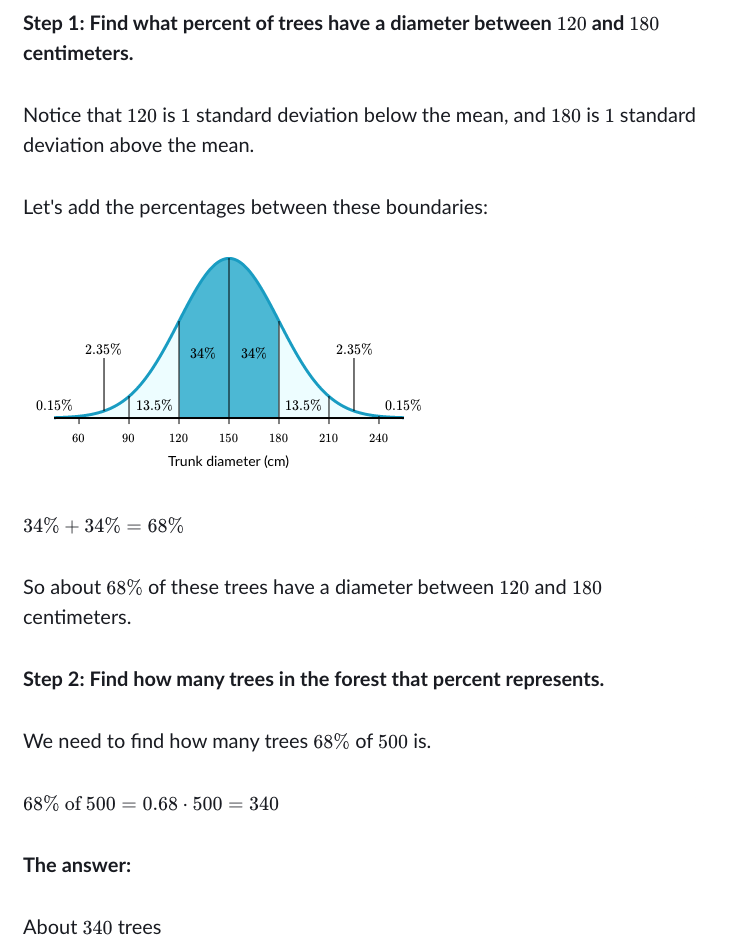 Step 1: Find what percent of trees have a diameter between 120 and 180
centimeters.
Notice that 120 is 1 standard deviation below the mean, and 180 is 1 standard
deviation above the mean.
Let's add the percentages between these boundaries:
2.35% 2.35%
34% 34%
0.15% 13.5% 13.5% 0.15%
60 90 120 150 180 210 240
Trunk diameter (cm)
34% + 34% = 68%
So about 68% of these trees have a diameter between 120 and 180
centimeters.
Step 2: Find how many trees in the forest that percent represents.
We need to find how many trees 68% of 500 is.
68% of 500 = 0.68 · 500 = 340
The answer:
About 340 trees